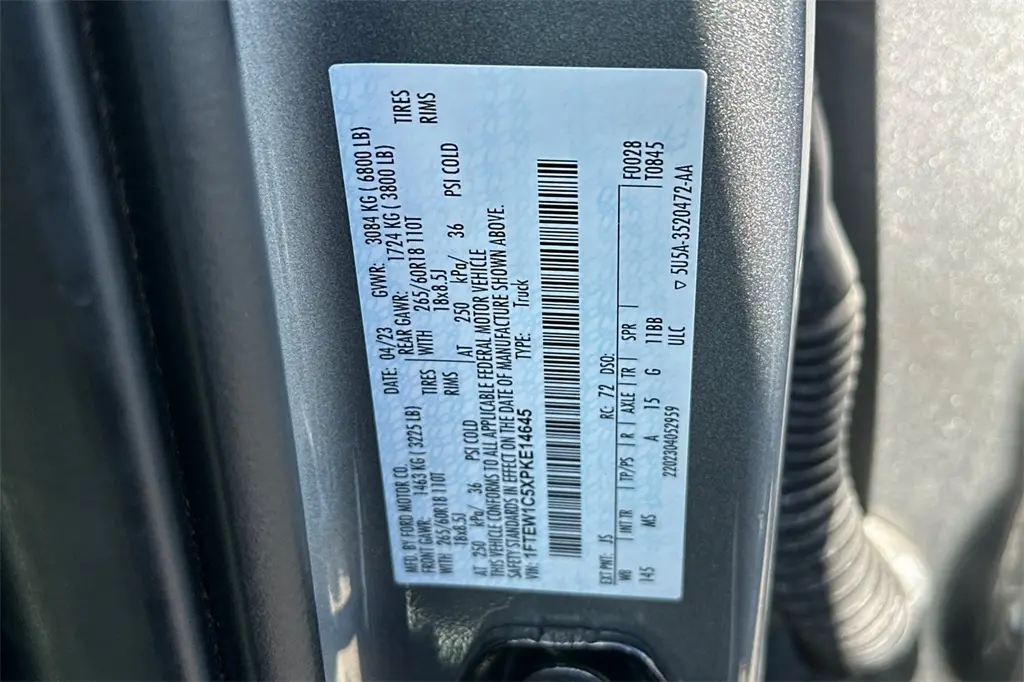 MFD. BY FORD MOTOR CO.
DATE: 04/23 GVWR: 3084 KG ( 6800 LB)
FRONT GAWR: 1463 KG ( 3225 LB) REAR GAWR: 1724 KG ( 3800 LB)
WITH 265/60R18 110T TIRES WITH 265/60R18 110T TIRES
18x8.5J RIMS 18x8.5J RIMS
AT 250 kPa/ 36 PSI COLD AT 250 kPa/ 36 PSI COLD
THIS VEHICLE CONFORMS TO ALL APPLICABLE FEDERAL MOTOR VEHICLE
SAFETY STANDARDS IN EFFECT ON THE DATE OF MANUFACTURE SHOWN ABOVE.
VIN: 1FTEW1C5XPKE14645 TYPE: Truck
EXT PNT: JS RC: 72 DSO: F0028
WB INT TR TP/PS R AXLE TR SPR T0845
145 MS A 15 G 11BB
2202304052959 ULC ▽ 5U5A-3520472-AA